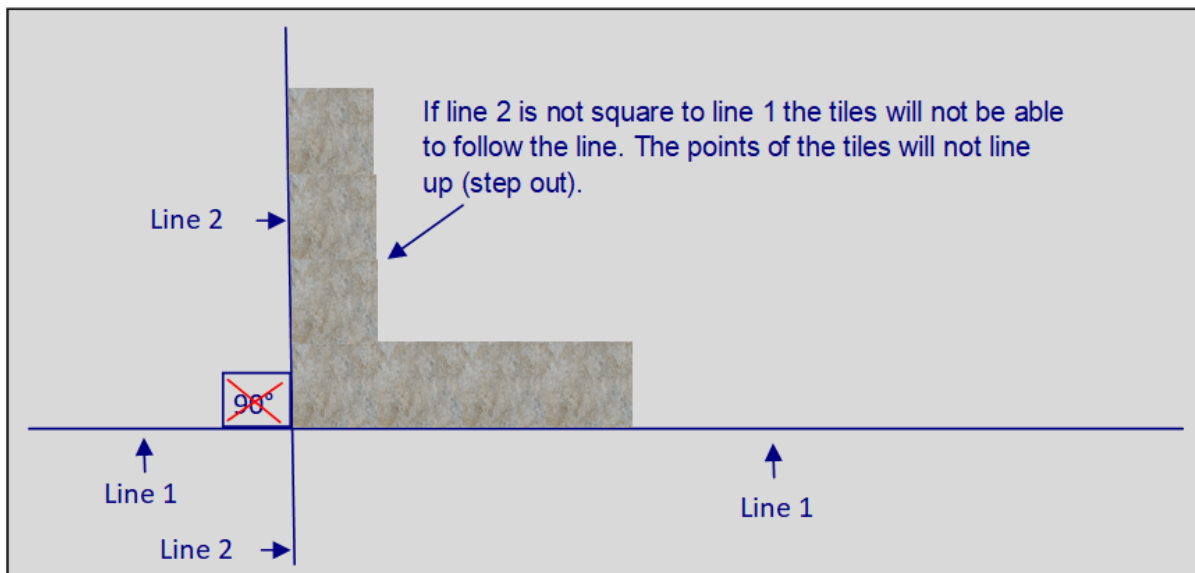 If line 2 is not square to line 1 the tiles will not be able
to follow the line. The points of the tiles will not line
up (step out).
Line 2
90°
Line 1
Line 1
Line 2